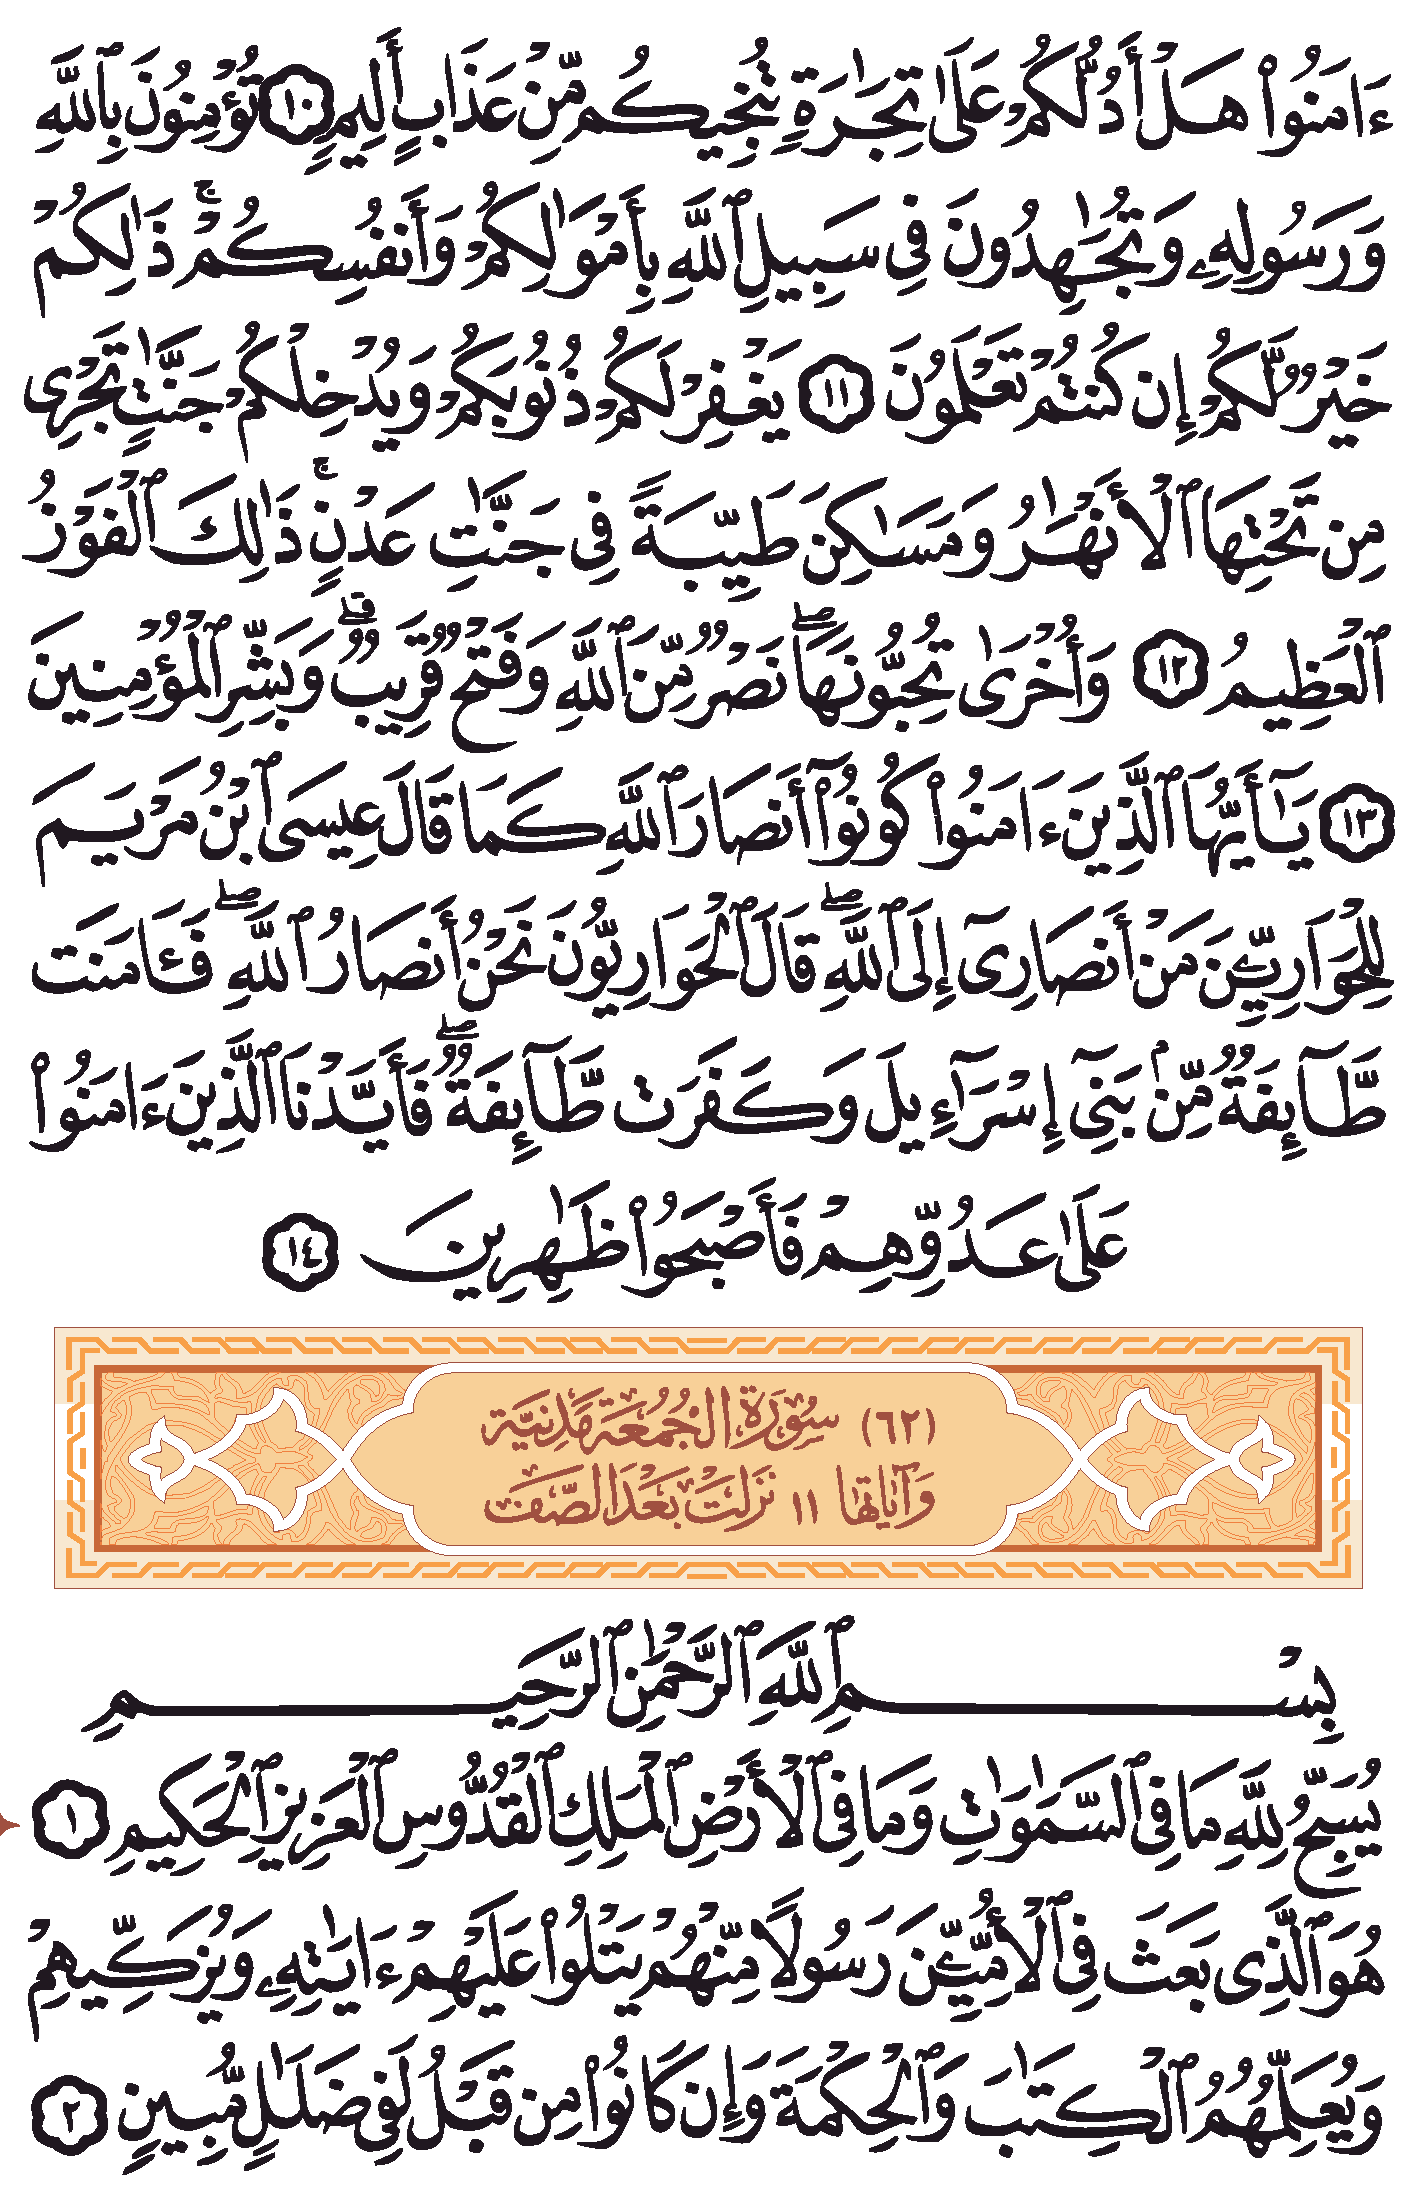 ءَامَنُوا۟ هَلْ أَدُلُّكُمْ عَلَىٰ تِجَٰرَةٍ تُنجِيكُم مِّنْ عَذَابٍ أَلِيمٍ ١٠ تُؤْمِنُونَ بِٱللَّهِ
وَرَسُولِهِۦ وَتُجَٰهِدُونَ فِى سَبِيلِ ٱللَّهِ بِأَمْوَٰلِكُمْ وَأَنفُسِكُمْ ۚ ذَٰلِكُمْ
خَيْرٌ لَّكُمْ إِن كُنتُمْ تَعْلَمُونَ ١١ يَغْفِرْ لَكُمْ ذُنُوبَكُمْ وَيُدْخِلْكُمْ جَنَّٰتٍ تَجْرِى
مِن تَحْتِهَا ٱلْأَنْهَٰرُ وَمَسَٰكِنَ طَيِّبَةً فِى جَنَّٰتِ عَدْنٍ ۚ ذَٰلِكَ ٱلْفَوْزُ
ٱلْعَظِيمُ ١٢ وَأُخْرَىٰ تُحِبُّونَهَا ۖ نَصْرٌ مِّنَ ٱللَّهِ وَفَتْحٌ قَرِيبٌ ۗ وَبَشِّرِ ٱلْمُؤْمِنِينَ
١٣ يَٰٓأَيُّهَا ٱلَّذِينَ ءَامَنُوا۟ كُونُوٓا۟ أَنصَارَ ٱللَّهِ كَمَا قَالَ عِيسَى ٱبْنُ مَرْيَمَ
لِلْحَوَارِيِّـۧنَ مَنْ أَنصَارِىٓ إِلَى ٱللَّهِ ۖ قَالَ ٱلْحَوَارِيُّونَ نَحْنُ أَنصَارُ ٱللَّهِ ۖ فَـَٔامَنَت
طَّآئِفَةٌ مِّنۢ بَنِىٓ إِسْرَٰٓءِيلَ وَكَفَرَت طَّآئِفَةٌ ۖ فَأَيَّدْنَا ٱلَّذِينَ ءَامَنُوا۟
عَلَىٰ عَدُوِّهِمْ فَأَصْبَحُوا۟ ظَٰهِرِينَ ١٤
(٦٢) سُورَةُ الجُمُعَةِ مَدَنِيَّة
وَآيَاتُهَا ١١ نَزَلَتْ بَعْدَ الصَّف
بِسْمِ ٱللَّهِ ٱلرَّحْمَٰنِ ٱلرَّحِيمِ
يُسَبِّحُ لِلَّهِ مَا فِى ٱلسَّمَٰوَٰتِ وَمَا فِى ٱلْأَرْضِ ٱلْمَلِكِ ٱلْقُدُّوسِ ٱلْعَزِيزِ ٱلْحَكِيمِ ١
هُوَ ٱلَّذِى بَعَثَ فِى ٱلْأُمِّيِّـۧنَ رَسُولًا مِّنْهُمْ يَتْلُوا۟ عَلَيْهِمْ ءَايَٰتِهِۦ وَيُزَكِّيهِمْ
وَيُعَلِّمُهُمُ ٱلْكِتَٰبَ وَٱلْحِكْمَةَ وَإِن كَانُوا۟ مِن قَبْلُ لَفِى ضَلَٰلٍ مُّبِينٍ ٢